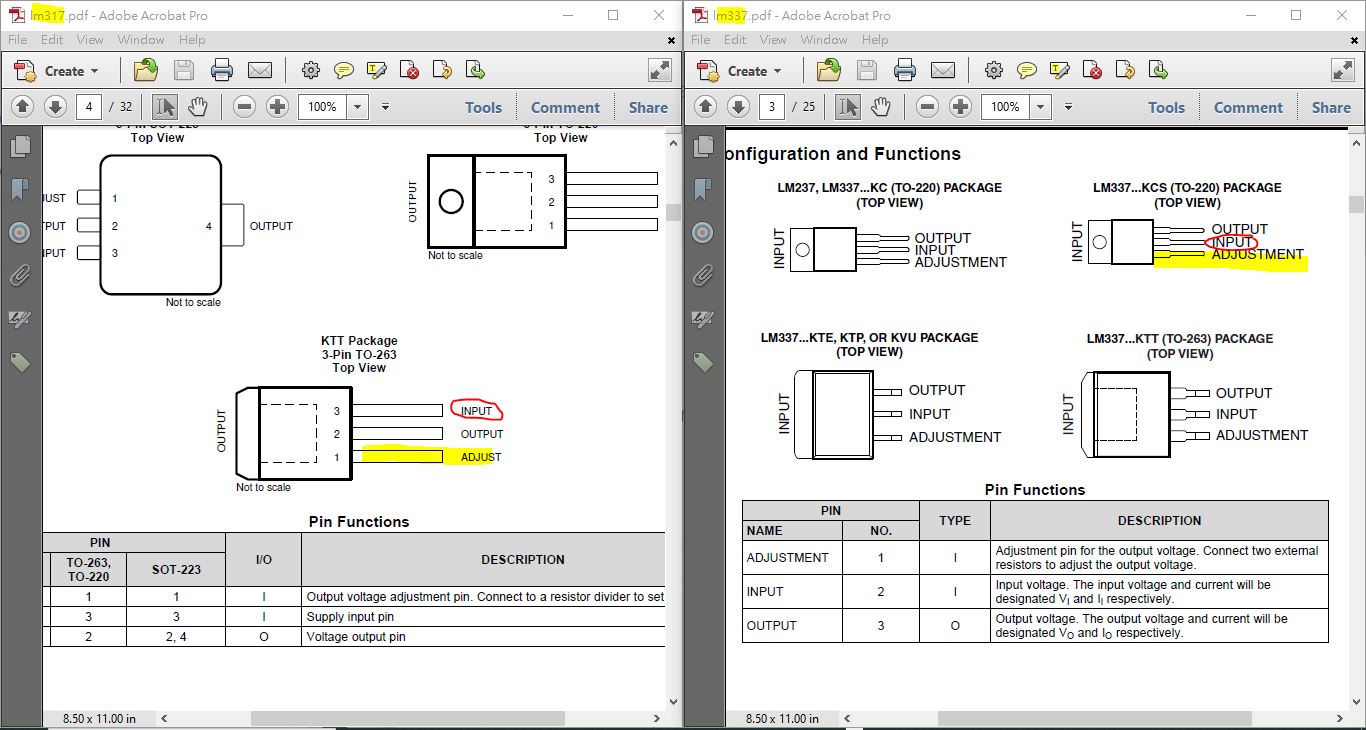 lm317.pdf - Adobe Acrobat Pro
File Edit View Window Help
Create
4 / 32
100%
Tools
Comment
Share
Top View
Top View
UST
1
PUT
2
4
OUTPUT
PUT
3
Not to scale
OUTPUT
3
2
1
Not to scale
KTT Package
3-Pin TO-263
Top View
OUTPUT
3
INPUT
2
OUTPUT
1
ADJUST
Not to scale
Pin Functions
PIN
I/O
DESCRIPTION
TO-263,
TO-220
SOT-223
1 1 I Output voltage adjustment pin. Connect to a resistor divider to set
3 3 I Supply input pin
2 2, 4 O Voltage output pin
8.50 x 11.00 in
lm337.pdf - Adobe Acrobat Pro
File Edit View Window Help
Create
3 / 25
100%
Tools
Comment
Share
onfiguration and Functions
LM237, LM337...KC (TO-220) PACKAGE
(TOP VIEW)
INPUT
OUTPUT
INPUT
ADJUSTMENT
LM337...KCS (TO-220) PACKAGE
(TOP VIEW)
INPUT
OUTPUT
INPUT
ADJUSTMENT
LM337...KTE, KTP, OR KVU PACKAGE
(TOP VIEW)
INPUT
OUTPUT
INPUT
ADJUSTMENT
LM337...KTT (TO-263) PACKAGE
(TOP VIEW)
INPUT
OUTPUT
INPUT
ADJUSTMENT
Pin Functions
PIN
TYPE
DESCRIPTION
NAME
NO.
ADJUSTMENT 1 I Adjustment pin for the output voltage. Connect two external
resistors to adjust the output voltage.
INPUT 2 I Input voltage. The input voltage and current will be
designated VI and II respectively.
OUTPUT 3 O Output voltage. The output voltage and current will be
designated VO and IO respectively.
8.50 x 11.00 in